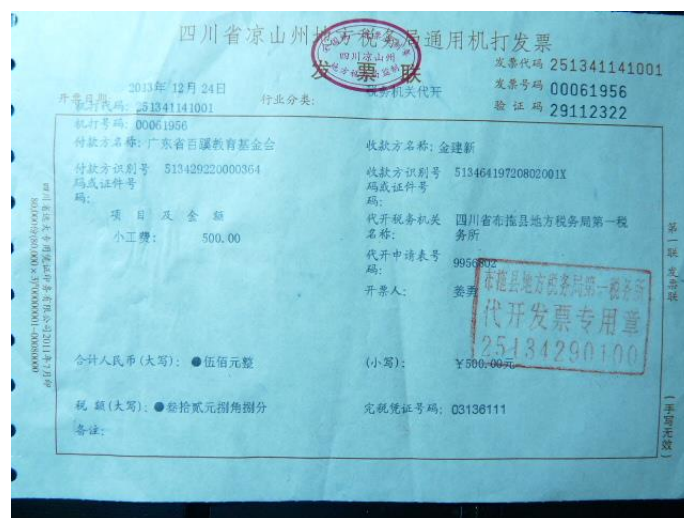 四川省凉山州地方税务局通用机打发票
发票联
发票代码 251341141001
发票号码 00061956
验证码 29112322
开票日期 2013年12月24日
行业分类:
税务机关代开
机打代码: 251341141001
机打号码: 00061956
付款方名称: 广东省百蹊教育基金会
收款方名称: 金建新
付款方识别号码或证件号码: 513429220000364
收款方识别号码或证件号码: 51346419720802001X
项目及金额
代开税务机关名称: 四川省布拖县地方税务局第一税务所
小工费: 500.00
代开申请表号码: 9956802
开票人: 姜勇
布拖县地方税务局第一税务所
代开发票专用章
25134290100
合计人民币(大写): ●伍佰元整
(小写): ￥500.00元
税 额(大写): ●叁拾贰元捌角捌分
完税凭证号码: 03136111
备注:
第一联 发票联
(手写无效)